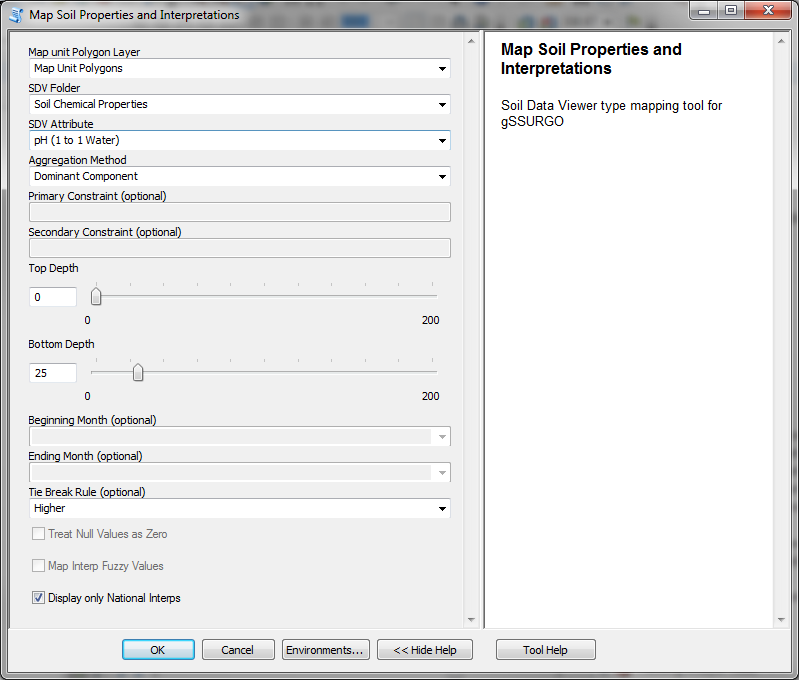 Map Soil Properties and Interpretations
Map unit Polygon Layer
Map Unit Polygons
SDV Folder
Soil Chemical Properties
SDV Attribute
pH (1 to 1 Water)
Aggregation Method
Dominant Component
Primary Constraint (optional)
Secondary Constraint (optional)
Top Depth
0
0 200
Bottom Depth
25
0 200
Beginning Month (optional)
Ending Month (optional)
Tie Break Rule (optional)
Higher
Treat Null Values as Zero
Map Interp Fuzzy Values
Display only National Interps
OK Cancel Environments... << Hide Help
Map Soil Properties and
Interpretations
Soil Data Viewer type mapping tool for
gSSURGO
Tool Help